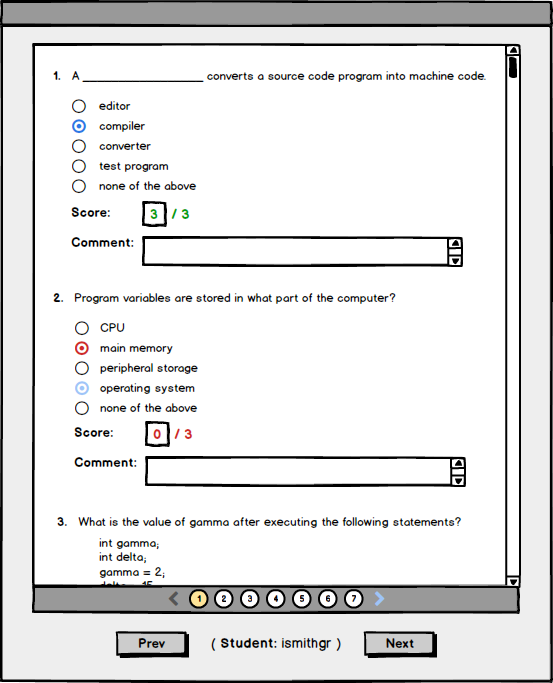 1. A ____________________ converts a source code program into machine code.
editor
compiler
converter
test program
none of the above
Score: 3 / 3
Comment:
2. Program variables are stored in what part of the computer?
CPU
main memory
peripheral storage
operating system
none of the above
Score: 0 / 3
Comment:
3. What is the value of gamma after executing the following statements?
int gamma;
int delta;
gamma = 2;
< 1 2 3 4 5 6 7 >
Prev ( Student: ismithgr ) Next